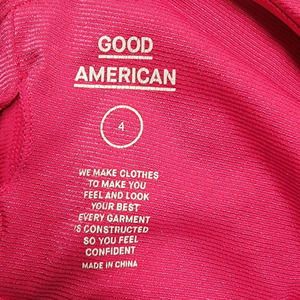 GOOD
AMERICAN
4
WE MAKE CLOTHES
TO MAKE YOU
FEEL AND LOOK
YOUR BEST
EVERY GARMENT
IS CONSTRUCTED
SO YOU FEEL
CONFIDENT
MADE IN CHINA